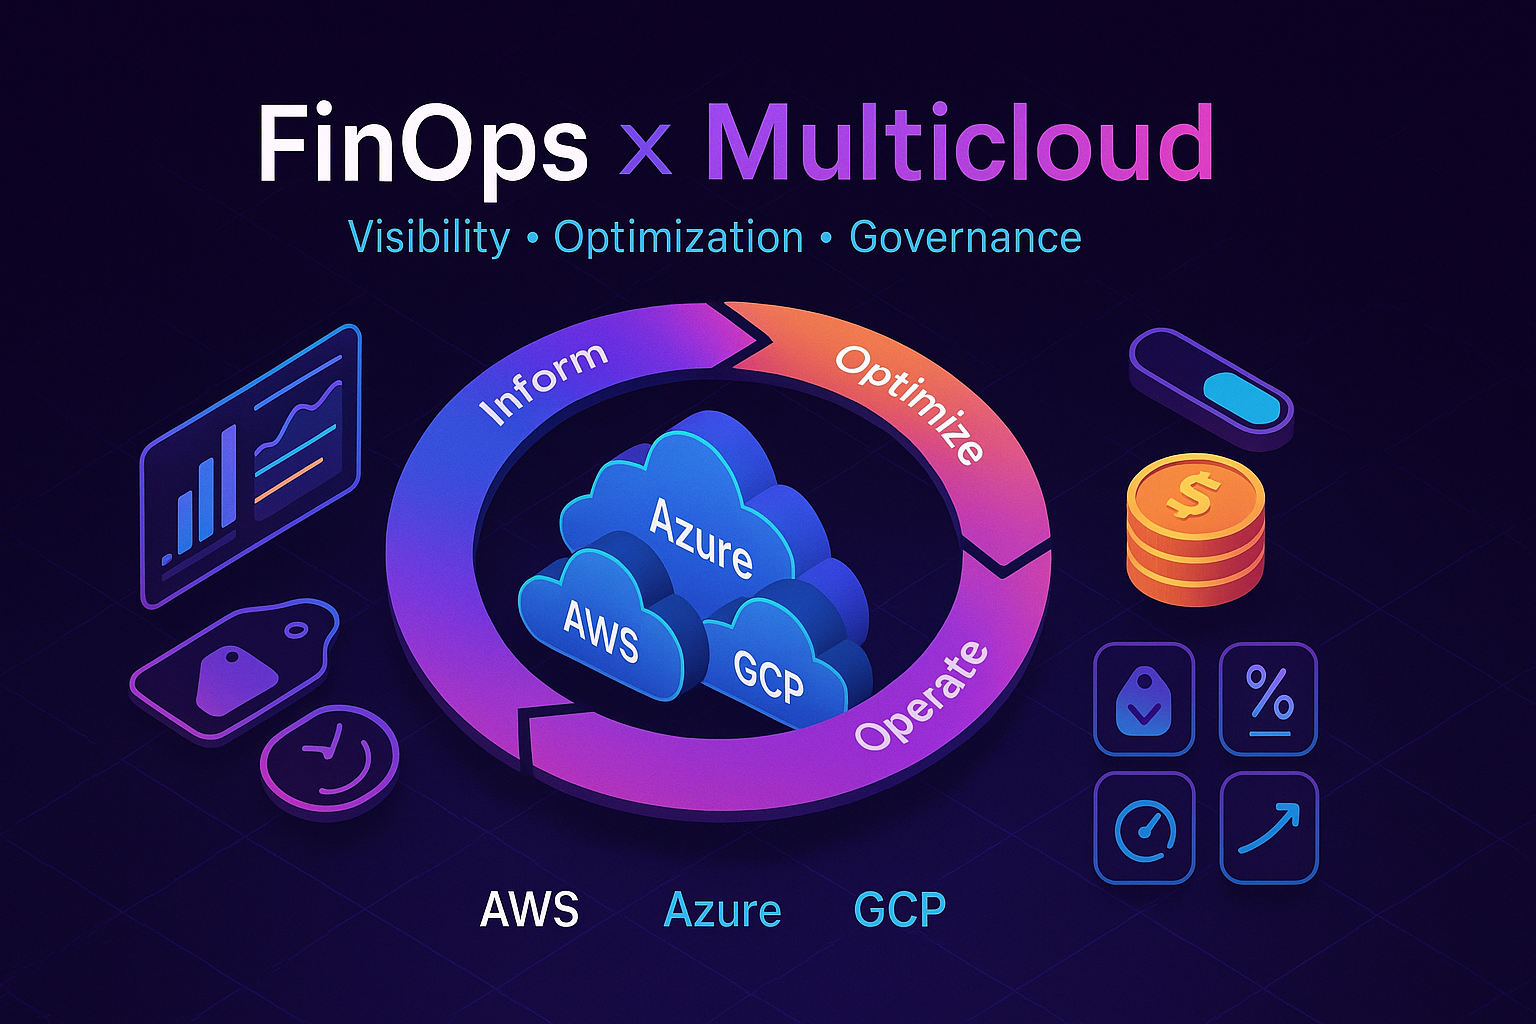 FinOps x Multicloud
Visibility • Optimization • Governance
Inform
Optimize
Azure
AWS
GCP
Operate
$
%
AWS Azure GCP